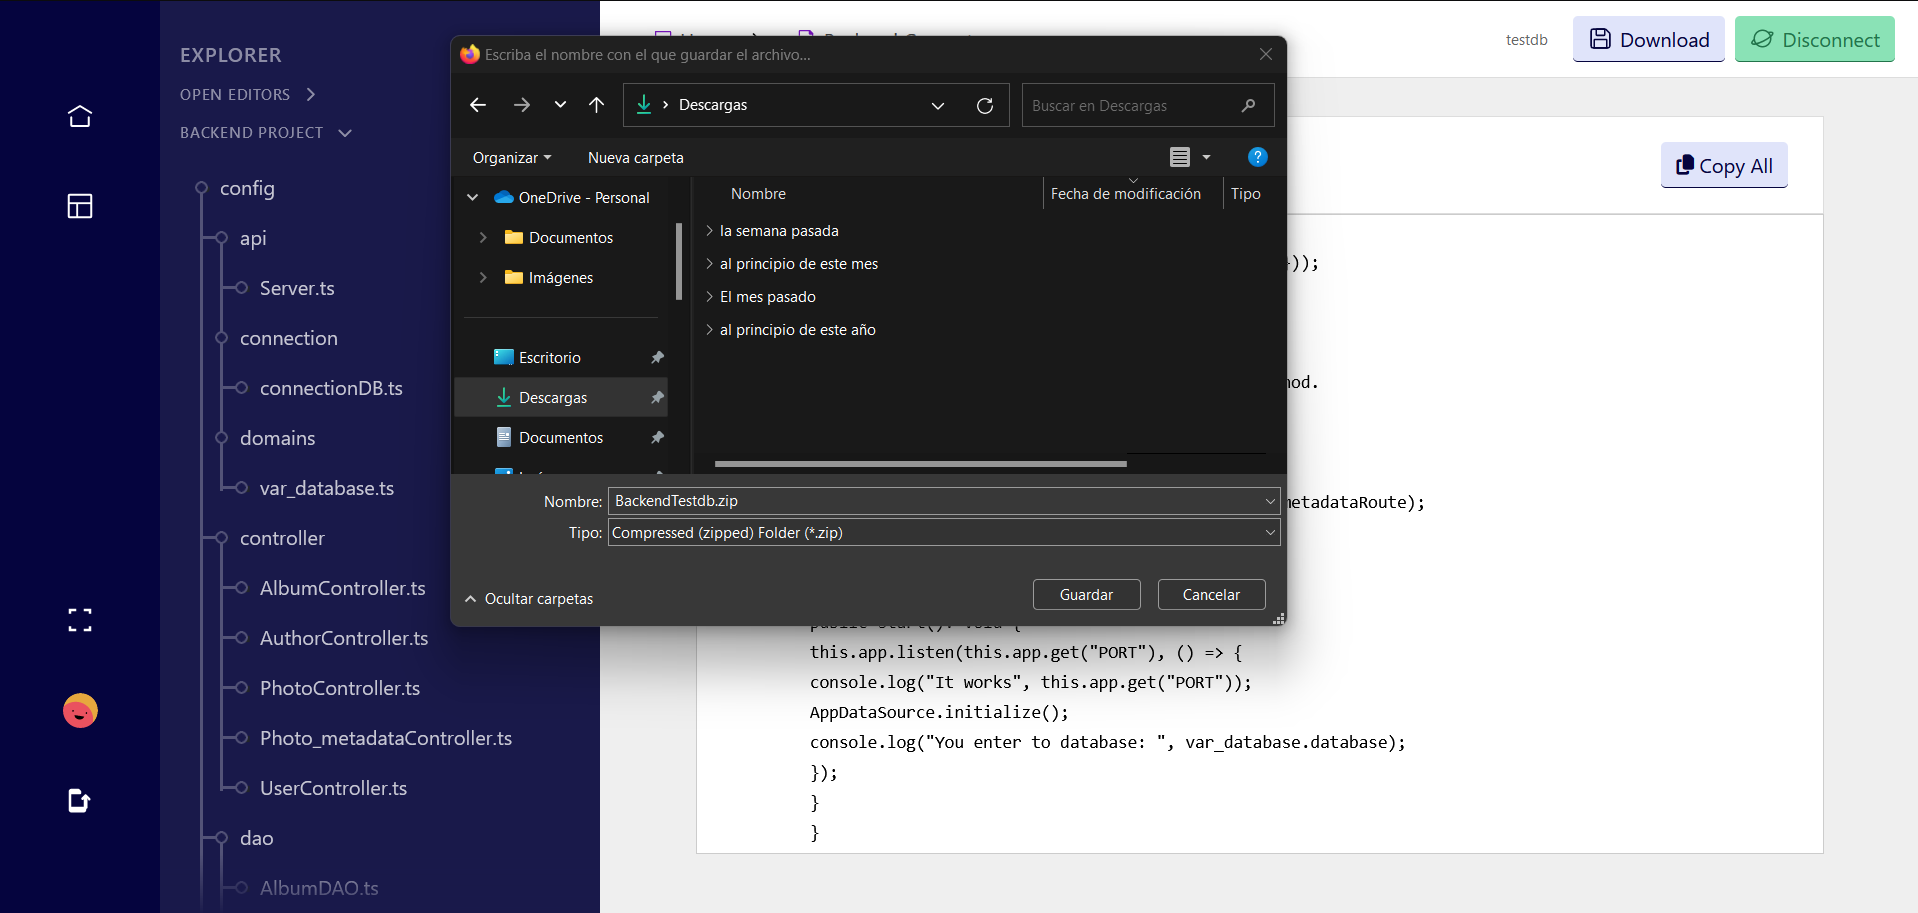 EXPLORER
OPEN EDITORS
BACKEND PROJECT
config
api
Server.ts
connection
connectionDB.ts
domains
var_database.ts
controller
AlbumController.ts
AuthorController.ts
PhotoController.ts
Photo_metadataController.ts
UserController.ts
dao
AlbumDAO.ts
Escriba el nombre con el que guardar el archivo...
Descargas
Buscar en Descargas
Organizar
Nueva carpeta
OneDrive - Personal
Documentos
Imágenes
Escritorio
Descargas
Documentos
Nombre
Fecha de modificación
Tipo
la semana pasada
al principio de este mes
El mes pasado
al principio de este año
Nombre: BackendTestdb.zip
Tipo: Compressed (zipped) Folder (*.zip)
Ocultar carpetas
Guardar
Cancelar
testdb
Download
Disconnect
Copy All
}));
nod.
metadataRoute);
this.app.listen(this.app.get("PORT"), () => {
console.log("It works", this.app.get("PORT"));
AppDataSource.initialize();
console.log("You enter to database: ", var_database.database);
});
}
}